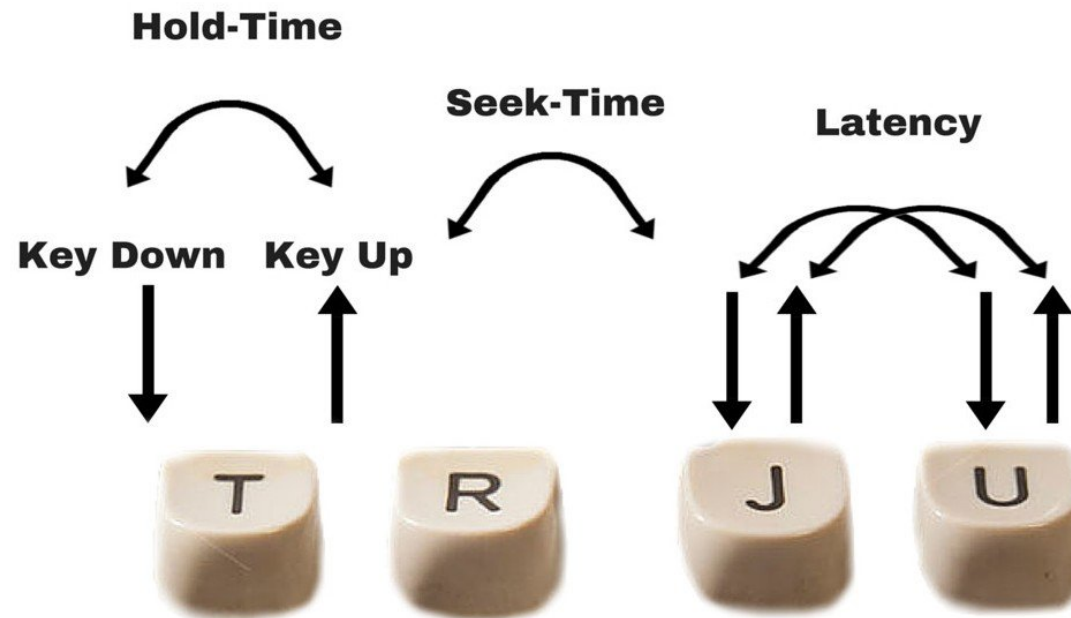 Hold-Time
Seek-Time
Latency
Key Down Key Up
T R J U